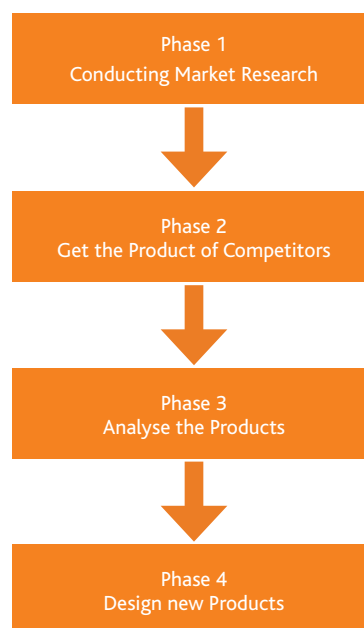 Phase 1
Conducting Market Research
Phase 2
Get the Product of Competitors
Phase 3
Analyse the Products
Phase 4
Design new Products